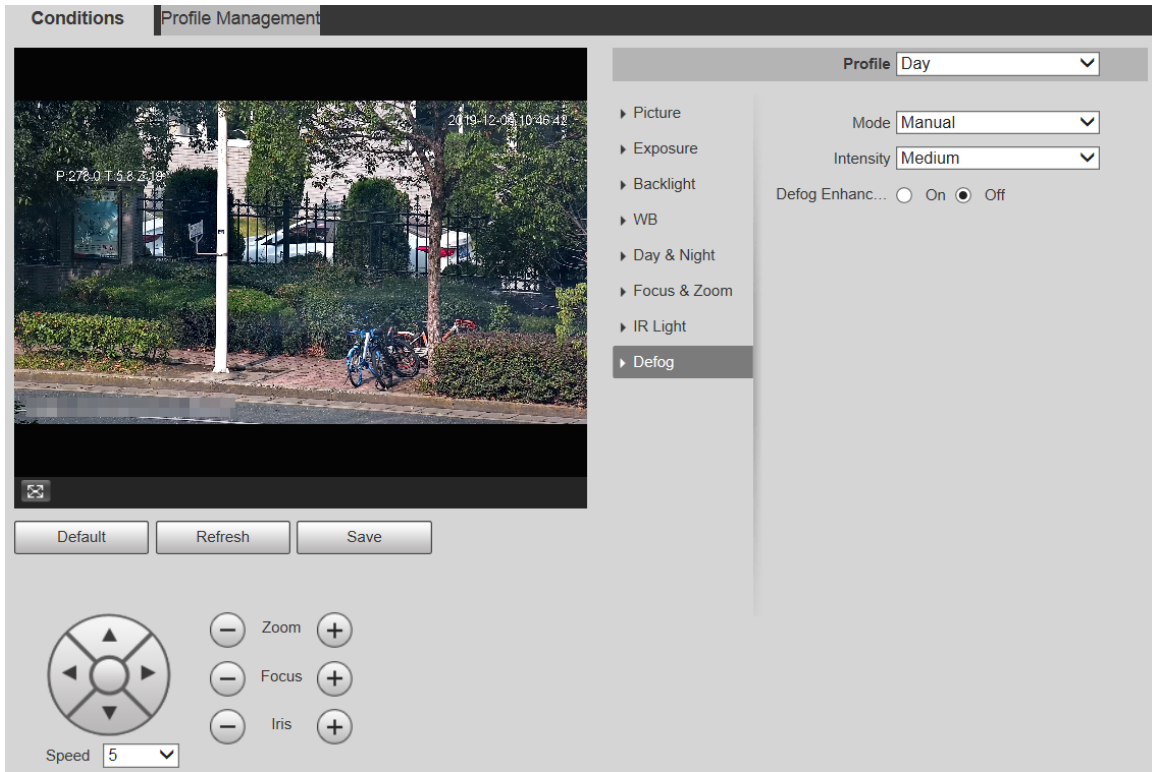 Conditions
Profile Management
2019-12-04 10:46:42
P:278.0 T:5.8 Z:19
Profile Day
Picture
Exposure
Backlight
WB
Day & Night
Focus & Zoom
IR Light
Defog
Mode Manual
Intensity Medium
Defog Enhanc... On Off
Default Refresh Save
Zoom
Focus
Iris
Speed 5